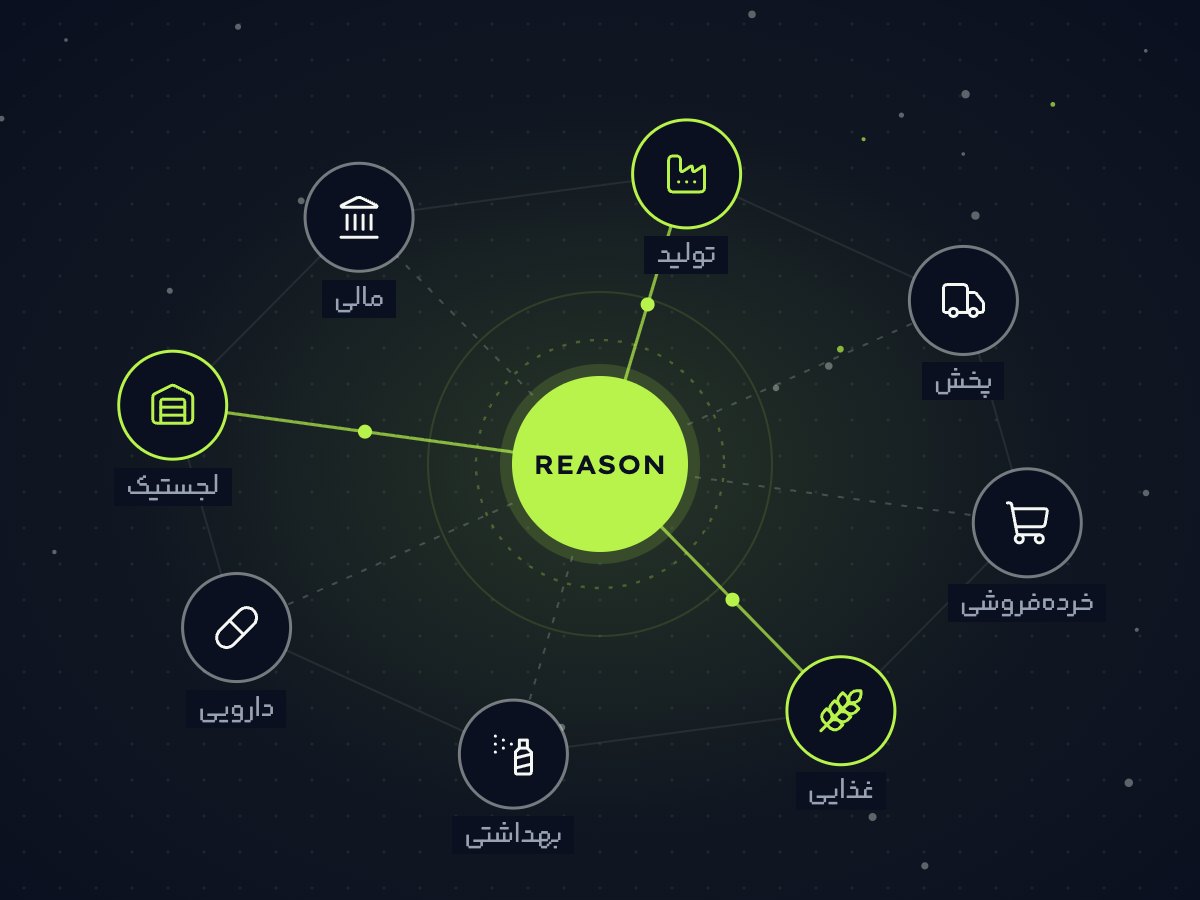 تولید
مالی
پخش
لجستیک
REASON
خرده‌فروشی
دارویی
غذایی
بهداشتی